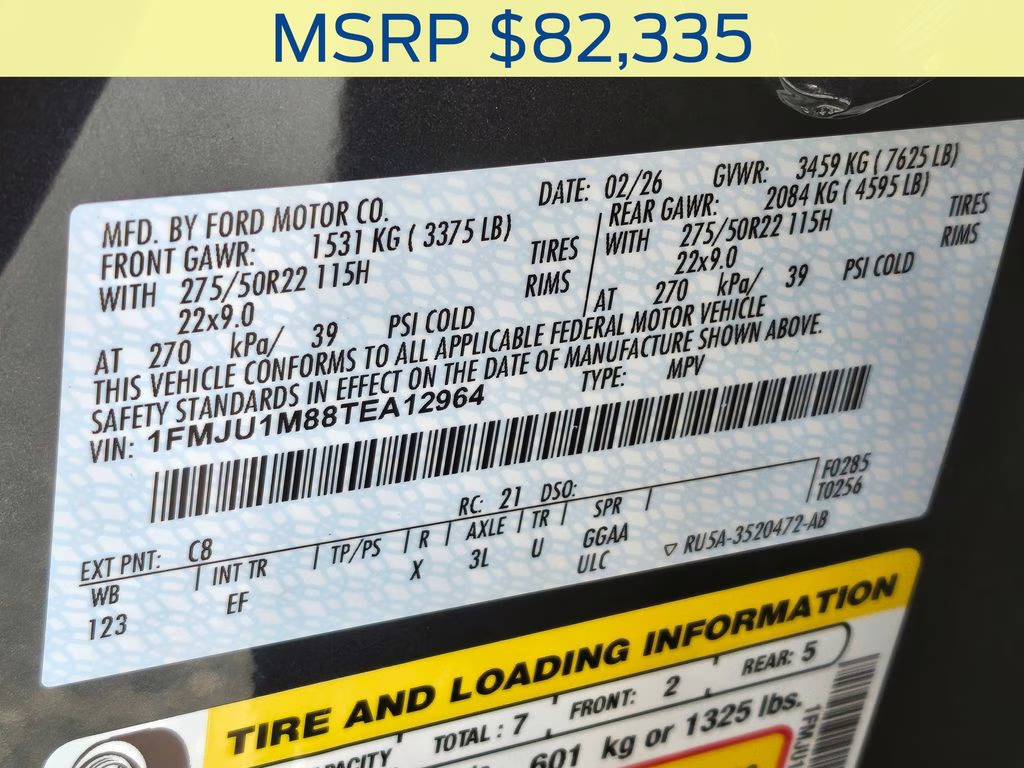 MSRP $82,335
MFD. BY FORD MOTOR CO.
DATE: 02/26
GVWR: 3459 KG ( 7625 LB)
FRONT GAWR: 1531 KG ( 3375 LB)
REAR GAWR: 2084 KG ( 4595 LB)
WITH 275/50R22 115H TIRES
WITH 275/50R22 115H TIRES
22x9.0 RIMS
22x9.0 RIMS
AT 270 kPa/ 39 PSI COLD
AT 270 kPa/ 39 PSI COLD
THIS VEHICLE CONFORMS TO ALL APPLICABLE FEDERAL MOTOR VEHICLE
SAFETY STANDARDS IN EFFECT ON THE DATE OF MANUFACTURE SHOWN ABOVE.
VIN: 1FMJU1M88TEA12964
TYPE: MPV
F0285
T0256
RC: 21 DSO:
EXT PNT: C8
WB INT TR TP/PS R AXLE TR SPR
123 EF X 3L U GGAA
ULC
RU5A-3520472-AB
TIRE AND LOADING INFORMATION
TOTAL : 7 FRONT: 2 REAR: 5
601 kg or 1325 lbs.